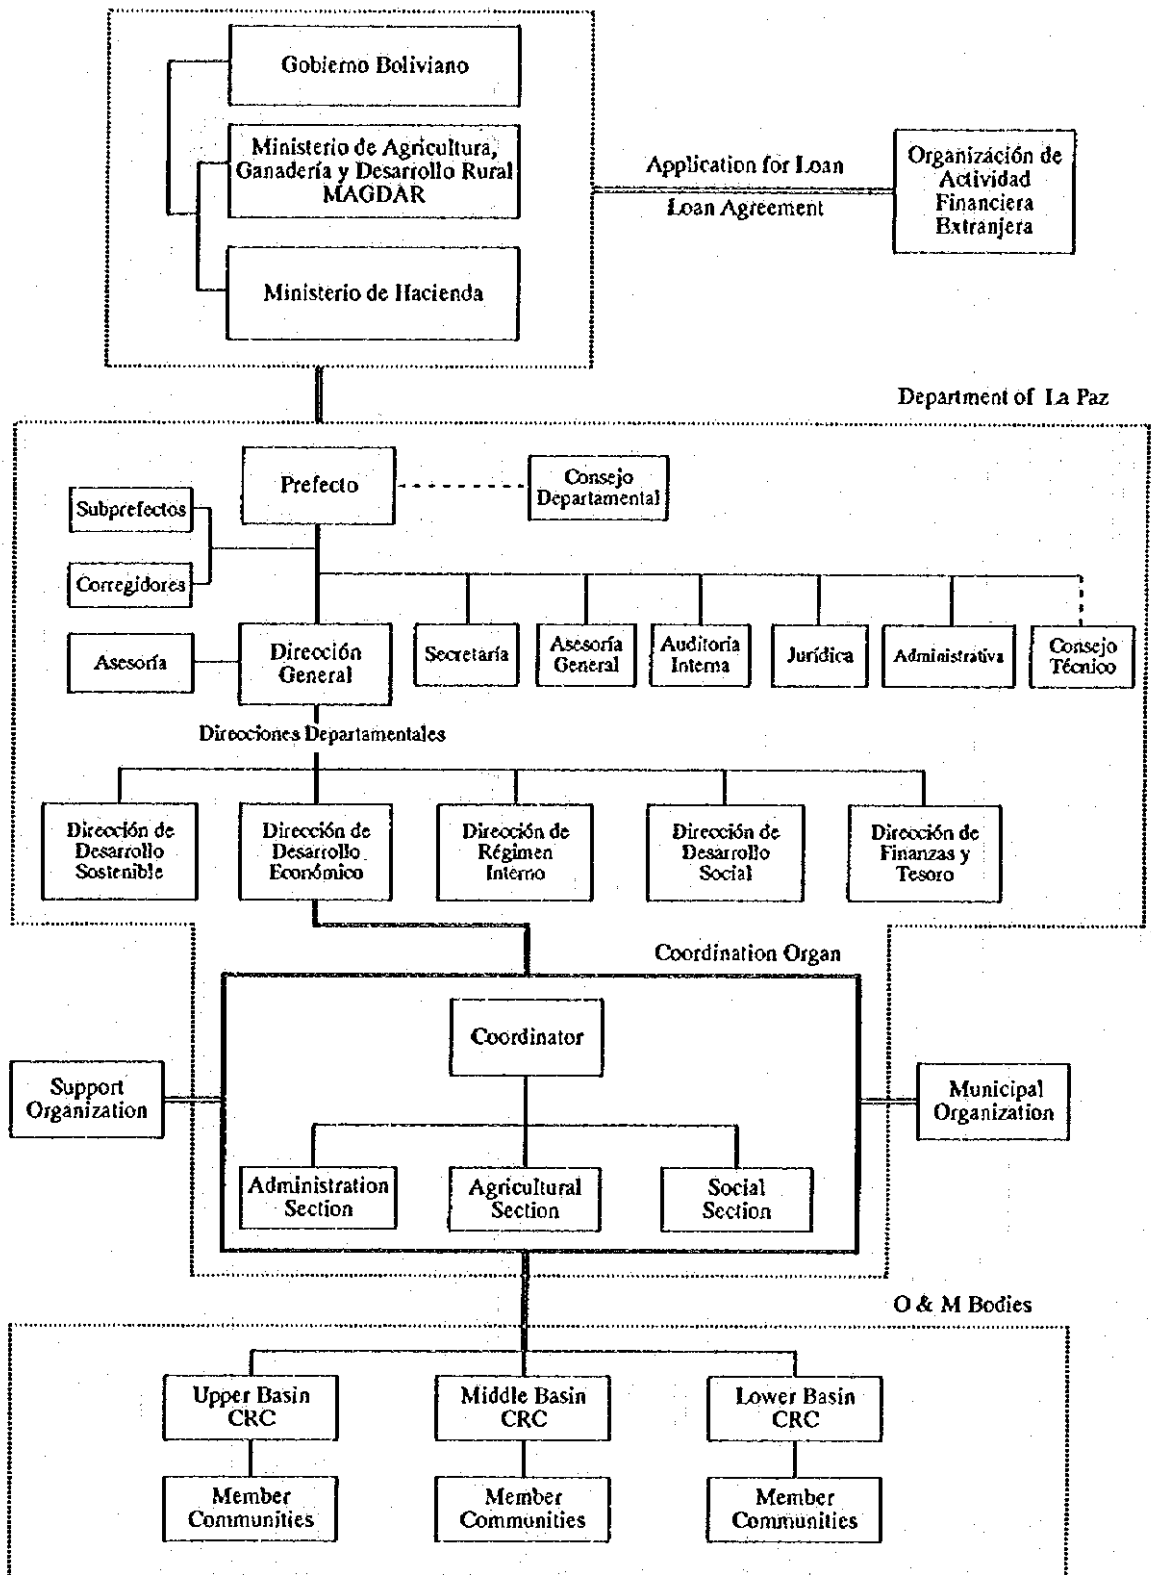 Gobierno Boliviano
Ministerio de Agricultura,
Ganadería y Desarrollo Rural
MAGDAR
Ministerio de Hacienda
Application for Loan
Loan Agreement
Organizáción de
Actividad
Financiera
Extranjera
Department of La Paz
Prefecto
Consejo
Departamental
Subprefectos
Corregidores
Asesoría
Dirección
General
Secretaría
Asesoría
General
Auditoria
Interna
Jurídica
Administrativa
Consejo
Técnico
Direcciones Departamentales
Dirección de
Desarrollo
Sostenible
Dirección de
Desarrollo
Económico
Dirección de
Régimen
Interno
Dirección de
Desarrollo
Social
Dirección de
Finanzas y
Tesoro
Coordination Organ
Coordinator
Support
Organization
Municipal
Organization
Administration
Section
Agricultural
Section
Social
Section
O & M Bodies
Upper Basin
CRC
Middle Basin
CRC
Lower Basin
CRC
Member
Communities
Member
Communities
Member
Communities